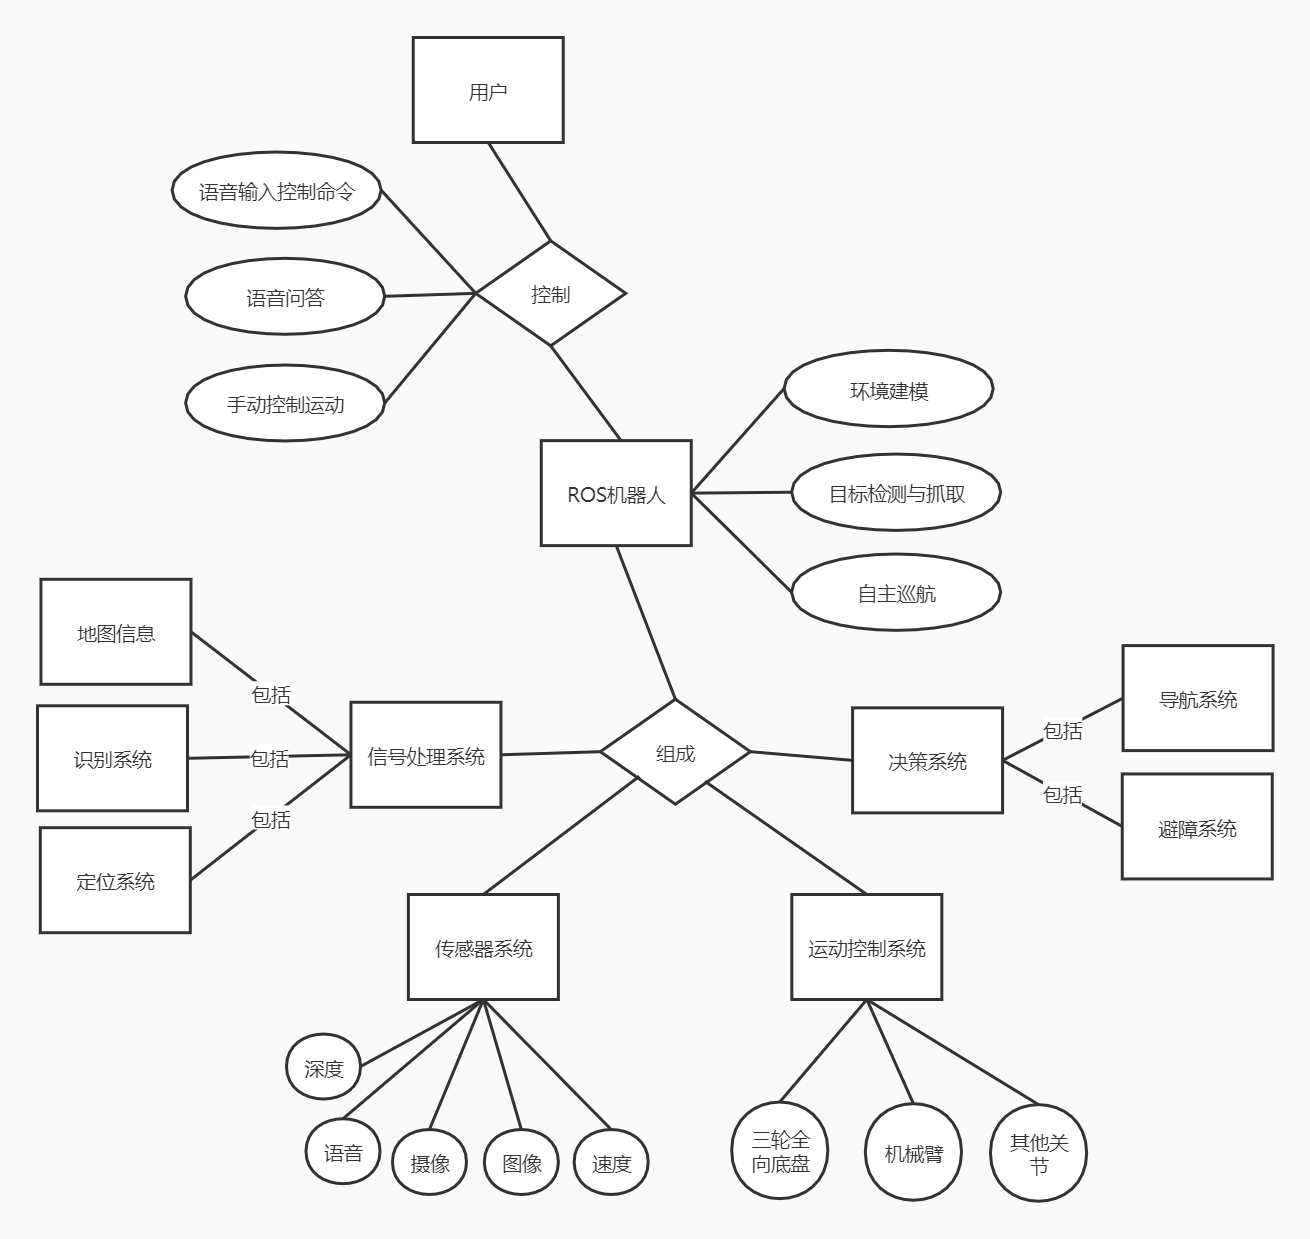 用户
语音输入控制命令
语音问答
控制
手动控制运动
环境建模
ROS机器人
目标检测与抓取
自主巡航
地图信息
包括
识别系统
包括
信号处理系统
组成
决策系统
包括
导航系统
包括
避障系统
包括
定位系统
传感器系统
运动控制系统
深度
语音
摄像
图像
速度
三轮全
向底盘
机械臂
其他关
节